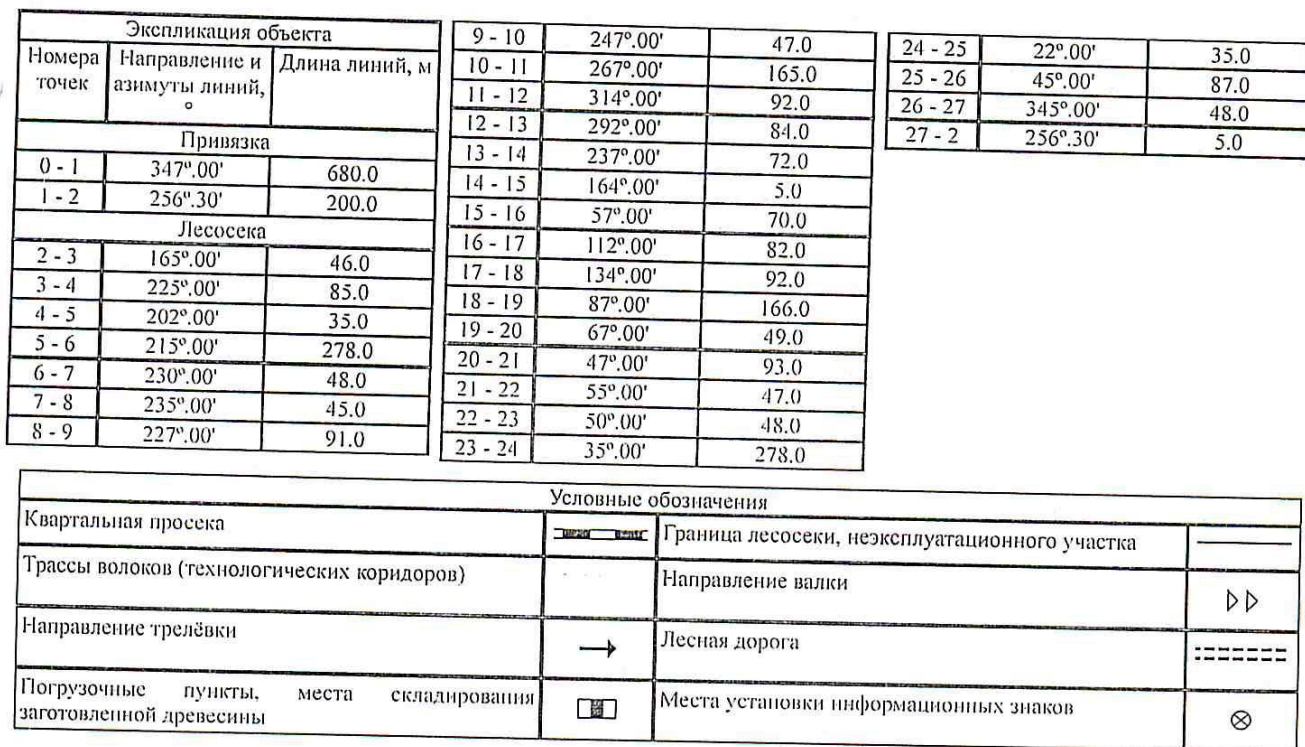 Экспликация объекта
Номера точек | Направление и азимуты линий, ° | Длина линий, м
Привязка
0 - 1 | 347°.00' | 680.0
1 - 2 | 256°.30' | 200.0
Лесосека
2 - 3 | 165°.00' | 46.0
3 - 4 | 225°.00' | 85.0
4 - 5 | 202°.00' | 35.0
5 - 6 | 215°.00' | 278.0
6 - 7 | 230°.00' | 48.0
7 - 8 | 235°.00' | 45.0
8 - 9 | 227°.00' | 91.0
9 - 10 | 247°.00' | 47.0
10 - 11 | 267°.00' | 165.0
11 - 12 | 314°.00' | 92.0
12 - 13 | 292°.00' | 84.0
13 - 14 | 237°.00' | 72.0
14 - 15 | 164°.00' | 5.0
15 - 16 | 57°.00' | 70.0
16 - 17 | 112°.00' | 82.0
17 - 18 | 134°.00' | 92.0
18 - 19 | 87°.00' | 166.0
19 - 20 | 67°.00' | 49.0
20 - 21 | 47°.00' | 93.0
21 - 22 | 55°.00' | 47.0
22 - 23 | 50°.00' | 48.0
23 - 24 | 35°.00' | 278.0
24 - 25 | 22°.00' | 35.0
25 - 26 | 45°.00' | 87.0
26 - 27 | 345°.00' | 48.0
27 - 2 | 256°.30' | 5.0
Условные обозначения
Квартальная просека
Граница лесосеки, неэксплуатационного участка
Трассы волоков (технологических коридоров)
Направление валки
Направление трелёвки
Лесная дорога
Погрузочные пункты, места складирования
заготовленной древесины
Места установки информационных знаков